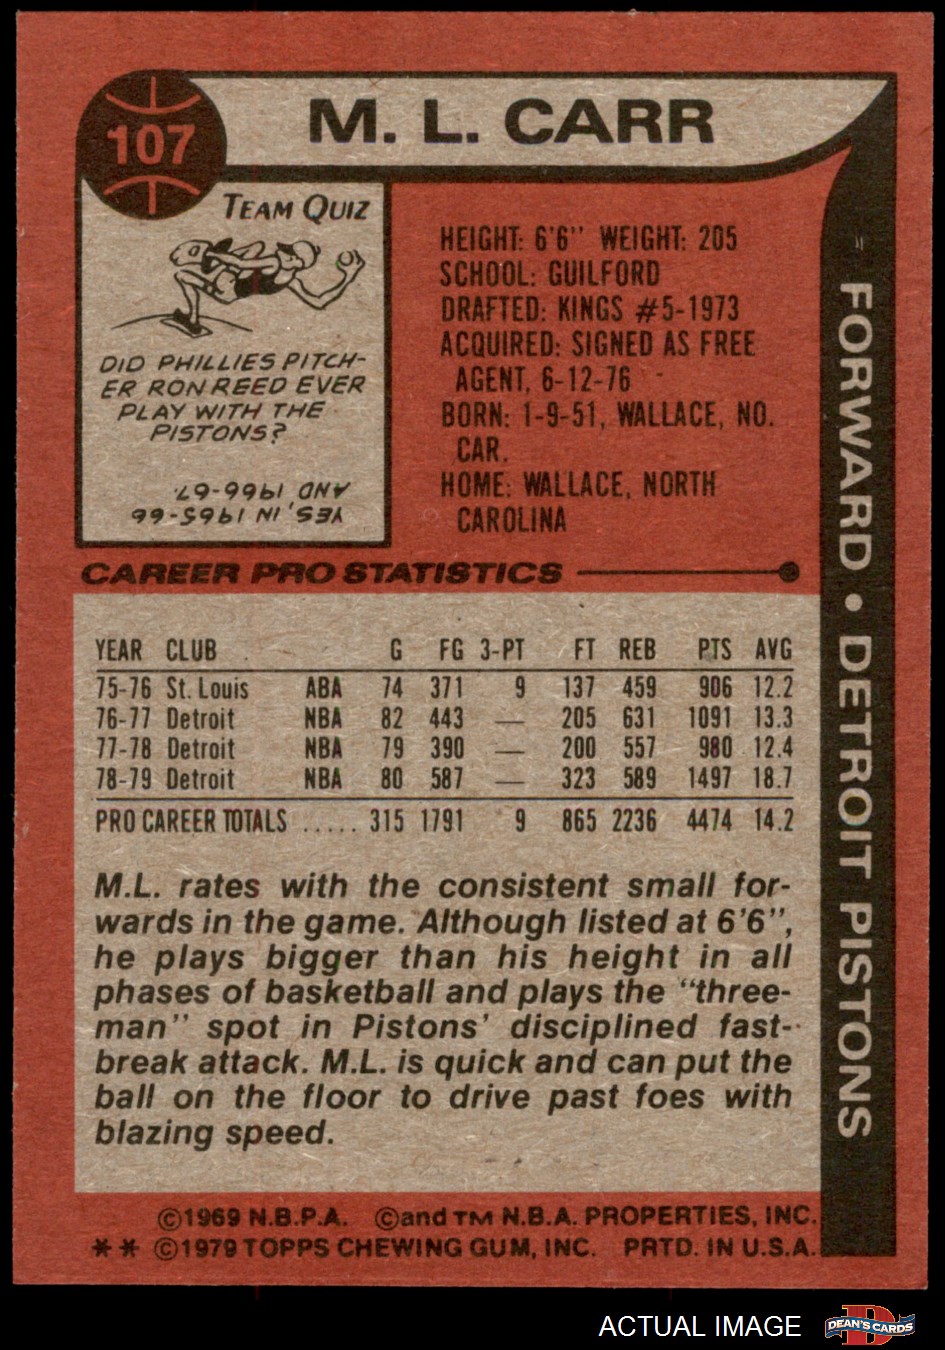 107
M. L. CARR
TEAM QUIZ
DID PHILLIES PITCH-
ER RON REED EVER
PLAY WITH THE
PISTONS?
YES, IN 1965-66
AND 1966-67.
HEIGHT: 6'6" WEIGHT: 205
SCHOOL: GUILFORD
DRAFTED: KINGS #5-1973
ACQUIRED: SIGNED AS FREE
AGENT, 6-12-76
BORN: 1-9-51, WALLACE, NO.
CAR.
HOME: WALLACE, NORTH
CAROLINA
FORWARD • DETROIT PISTONS
CAREER PRO STATISTICS
YEAR CLUB G FG 3-PT FT REB PTS AVG
75-76 St. Louis ABA 74 371 9 137 459 906 12.2
76-77 Detroit NBA 82 443 — 205 631 1091 13.3
77-78 Detroit NBA 79 390 — 200 557 980 12.4
78-79 Detroit NBA 80 587 — 323 589 1497 18.7
PRO CAREER TOTALS ..... 315 1791 9 865 2236 4474 14.2
M.L. rates with the consistent small for-
wards in the game. Although listed at 6'6",
he plays bigger than his height in all
phases of basketball and plays the "three-
man" spot in Pistons' disciplined fast-
break attack. M.L. is quick and can put the
ball on the floor to drive past foes with
blazing speed.
©1969 N.B.P.A. ©and TM N.B.A. PROPERTIES, INC.
** ©1979 TOPPS CHEWING GUM, INC. PRTD. IN U.S.A.
ACTUAL IMAGE
D
DEAN'S CARDS